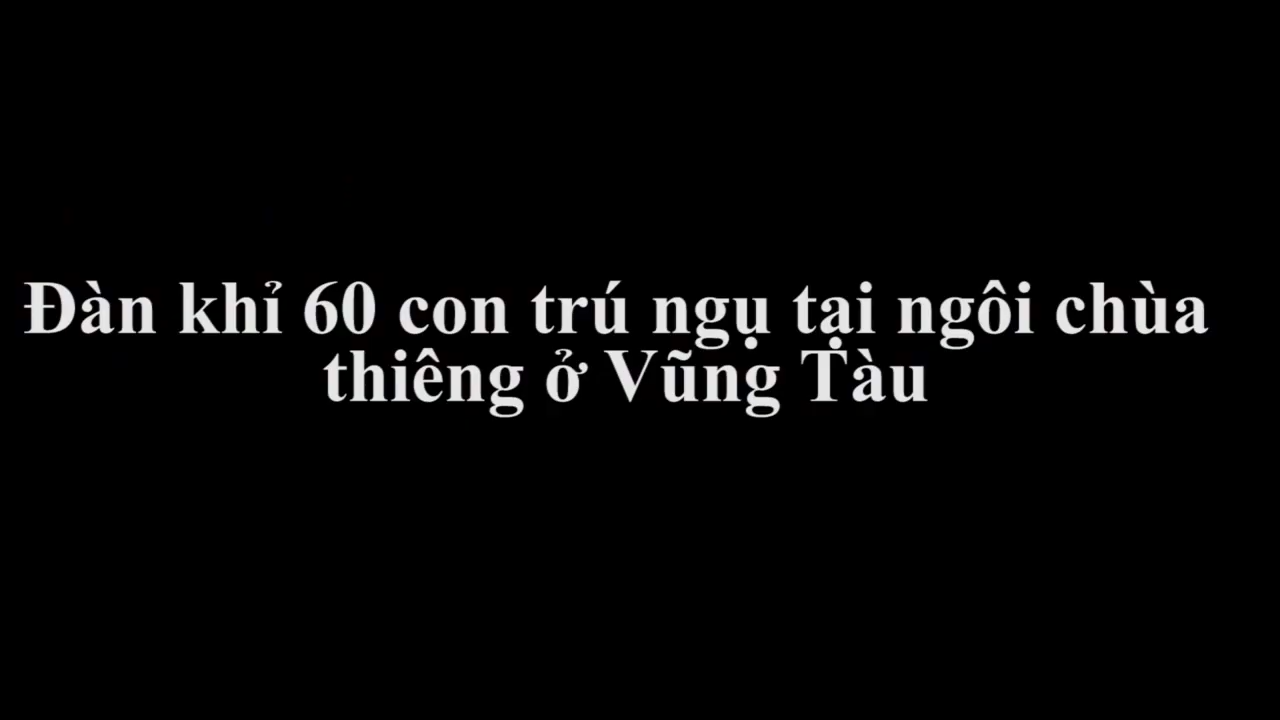 Đàn khỉ 60 con trú ngụ tại ngôi chùa
thiêng ở Vũng Tàu